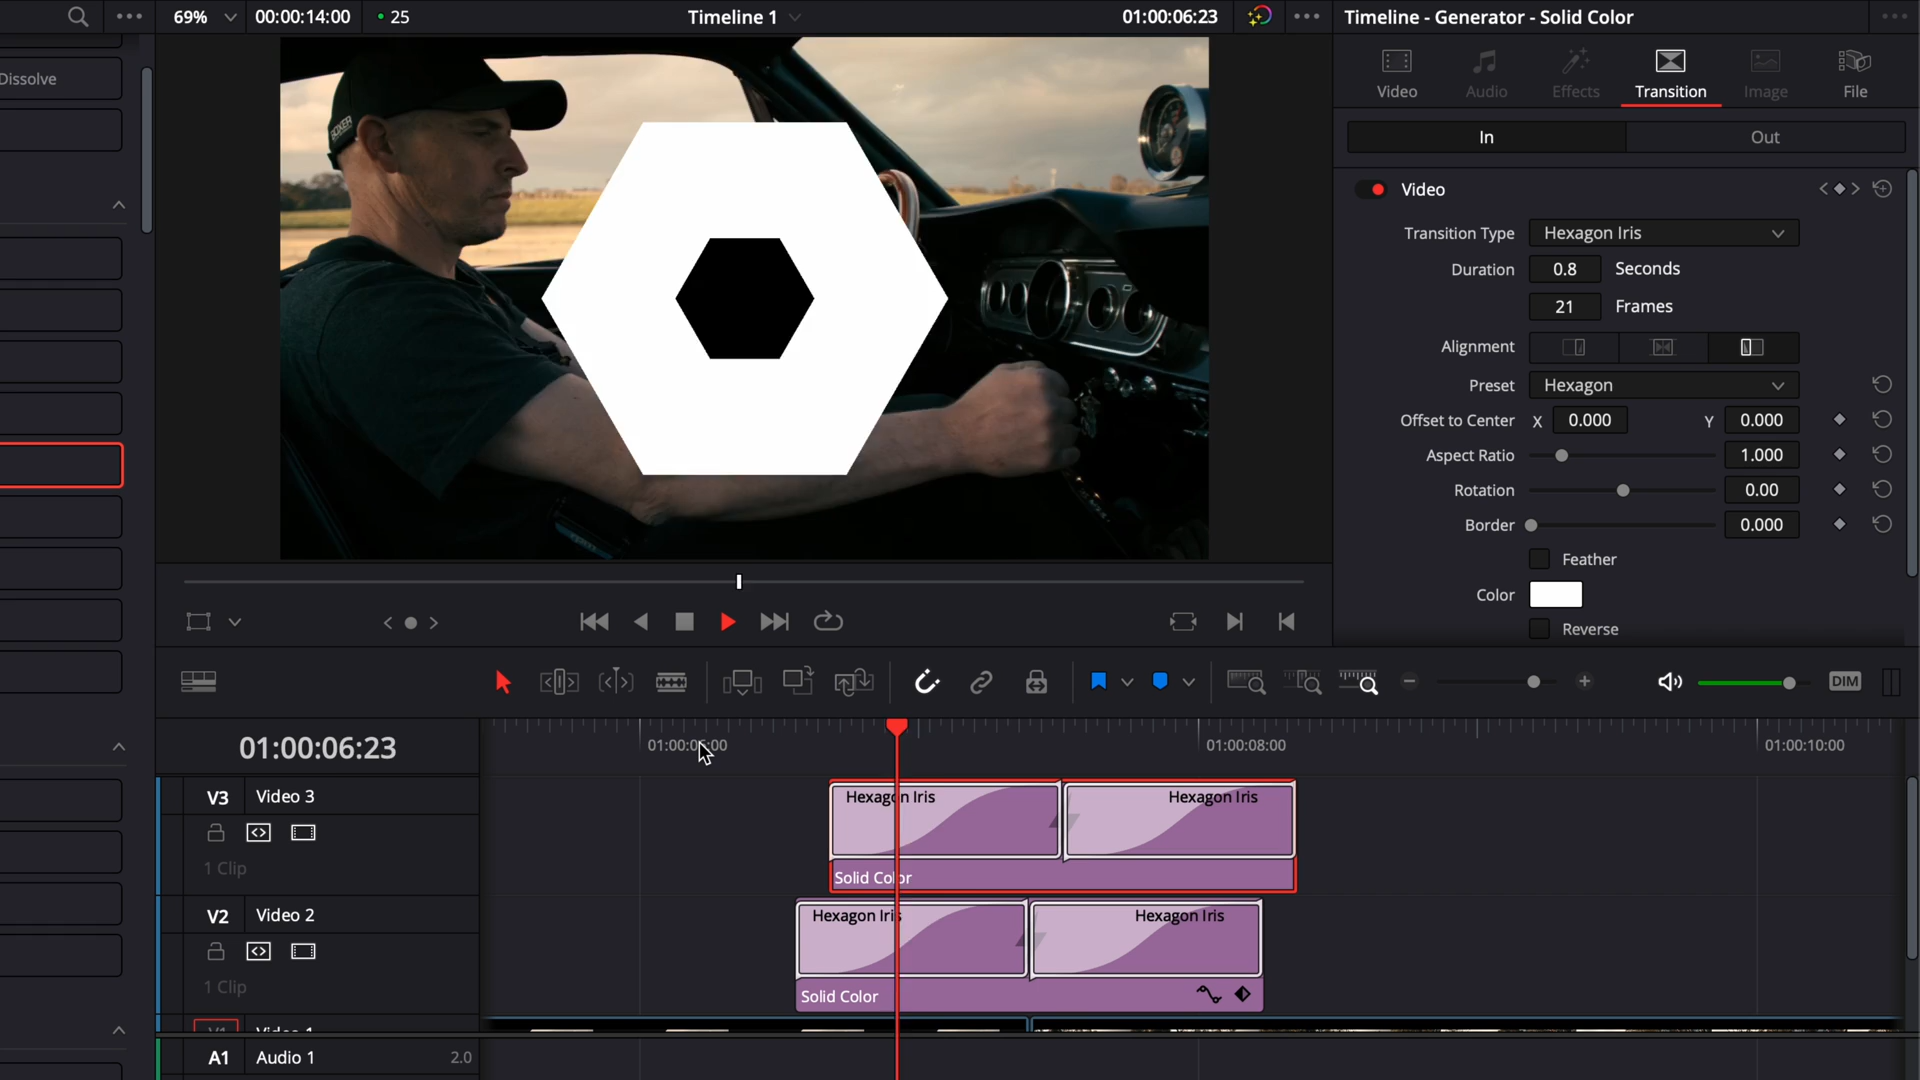 69%
00:00:14:00
25
Timeline 1
01:00:06:23
Timeline - Generator - Solid Color
Dissolve
Video
Audio
Effects
Transition
Image
File
In
Out
Video
Transition Type
Hexagon Iris
Duration
0.8
Seconds
21
Frames
Alignment
Preset
Hexagon
Offset to Center
X
0.000
Y
0.000
Aspect Ratio
1.000
Rotation
0.00
Border
0.000
Feather
Color
Reverse
DIM
01:00:06:23
01:00:06:00
01:00:08:00
01:00:10:00
V3
Video 3
1 Clip
Hexagon Iris
Hexagon Iris
Solid Color
V2
Video 2
1 Clip
Hexagon Iris
Hexagon Iris
Solid Color
V1
Video 1
A1
Audio 1
2.0